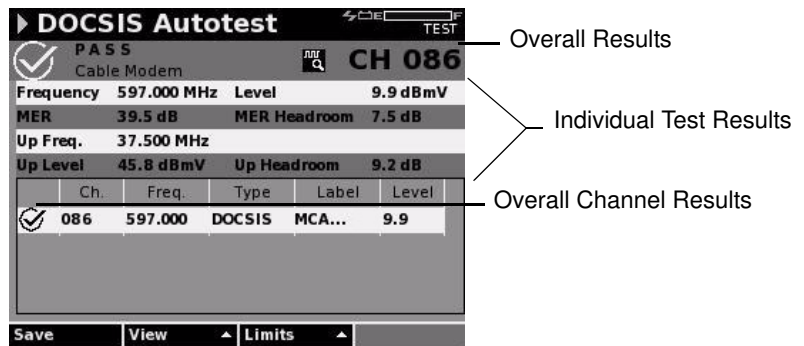 DOCSIS Autotest
E F
TEST
PASS
Cable Modem
CH 086
Overall Results
Frequency 597.000 MHz Level 9.9 dBmV
MER 39.5 dB MER Headroom 7.5 dB
Individual Test Results
Up Freq. 37.500 MHz
Up Level 45.8 dBmV Up Headroom 9.2 dB
Ch. Freq. Type Label Level
Overall Channel Results
086 597.000 DOCSIS MCA... 9.9
Save View Limits